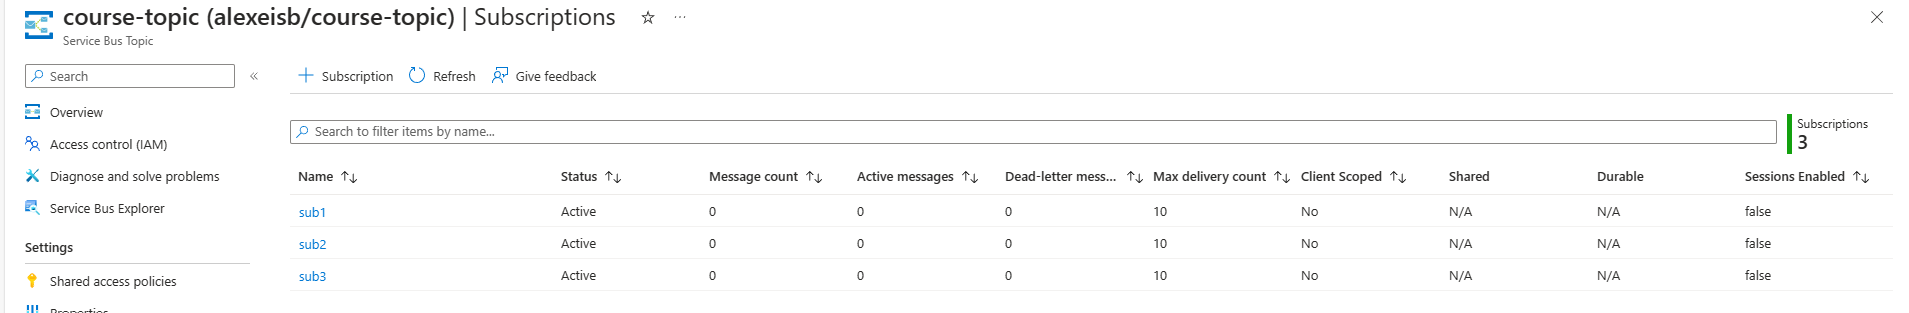 course-topic (alexeisb/course-topic) | Subscriptions
Service Bus Topic
Search
Overview
Access control (IAM)
Diagnose and solve problems
Service Bus Explorer
Settings
Shared access policies
Properties
Subscription Refresh Give feedback
Search to filter items by name...
Subscriptions
3
Name Status Message count Active messages Dead-letter mess... Max delivery count Client Scoped Shared Durable Sessions Enabled
sub1 Active 0 0 0 10 No N/A N/A false
sub2 Active 0 0 0 10 No N/A N/A false
sub3 Active 0 0 0 10 No N/A N/A false